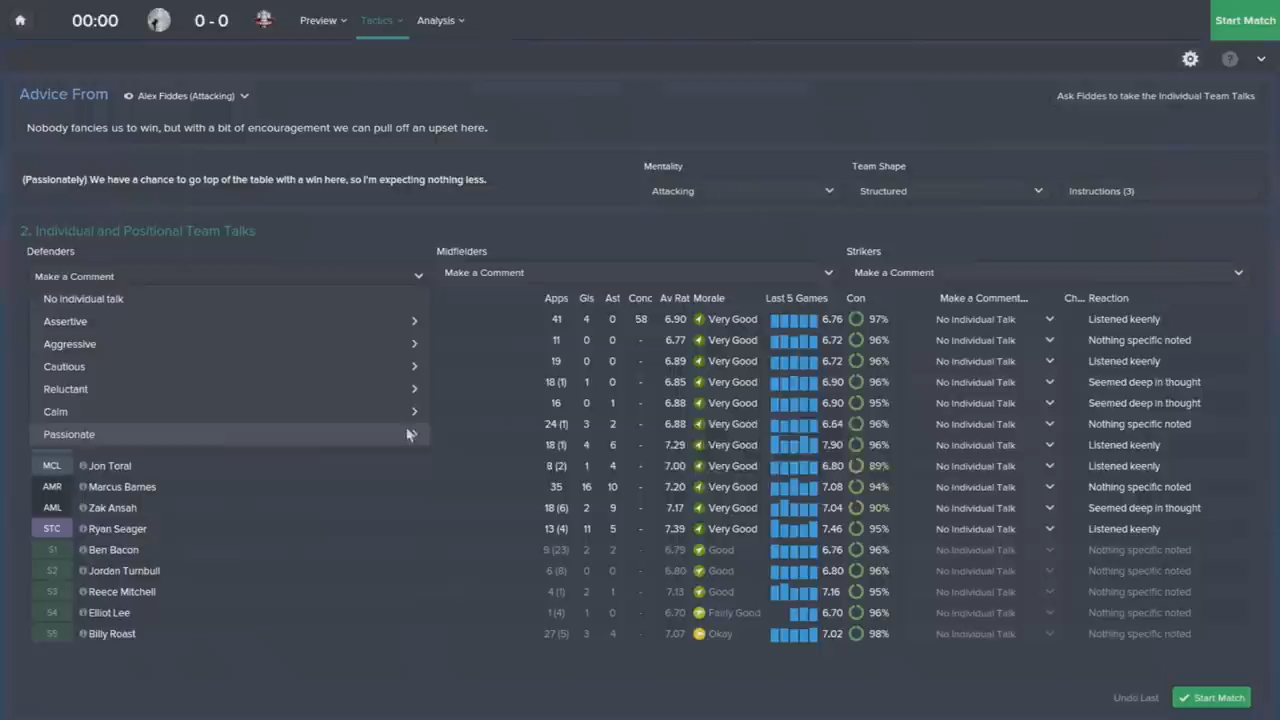 00:00 0 - 0 Preview Tactics Analysis Start Match
?
Advice From Alex Fiddes (Attacking) Ask Fiddes to take the Individual Team Talks
Nobody fancies us to win, but with a bit of encouragement we can pull off an upset here.
Mentality Team Shape
(Passionately) We have a chance to go top of the table with a win here, so I'm expecting nothing less.
Attacking Structured Instructions (3)
2. Individual and Positional Team Talks
Defenders Midfielders Strikers
Make a Comment Make a Comment Make a Comment
No individual talk Apps Gls Ast Conc Av Rat Morale Last 5 Games Con Make a Comment... Ch... Reaction
Assertive 41 4 0 58 6.90 Very Good 6.76 97% No Individual Talk Listened keenly
Aggressive 11 0 0 - 6.77 Very Good 6.72 96% No Individual Talk Nothing specific noted
Cautious 19 0 0 - 6.89 Very Good 6.72 96% No Individual Talk Listened keenly
Reluctant 18 (1) 1 0 - 6.85 Very Good 6.90 96% No Individual Talk Seemed deep in thought
Calm 16 0 1 - 6.88 Very Good 6.90 95% No Individual Talk Seemed deep in thought
24 (1) 3 2 - 6.88 Very Good 6.64 96% No Individual Talk Nothing specific noted
Passionate 18 (1) 4 6 - 7.29 Very Good 7.90 96% No Individual Talk Listened keenly
MCL Jon Toral 8 (2) 1 4 - 7.00 Very Good 6.80 89% No Individual Talk Listened keenly
AMR Marcus Barnes 35 16 10 - 7.20 Very Good 7.08 94% No Individual Talk Nothing specific noted
AML Zak Ansah 18 (6) 2 9 - 7.17 Very Good 7.04 90% No Individual Talk Seemed deep in thought
STC Ryan Seager 13 (4) 11 5 - 7.39 Very Good 7.46 95% No Individual Talk Listened keenly
S1 Ben Bacon 9 (23) 2 2 - 6.79 Good 6.76 96% No Individual Talk Nothing specific noted
S2 Jordan Turnbull 6 (8) 0 0 - 6.80 Good 6.80 96% No Individual Talk Nothing specific noted
S3 Reece Mitchell 4 (1) 2 1 - 7.13 Good 7.16 95% No Individual Talk Nothing specific noted
S4 Elliot Lee 1 (4) 1 0 - 6.70 Fairly Good 6.70 96% No Individual Talk Nothing specific noted
S5 Billy Roast 27 (5) 3 4 - 7.07 Okay 7.02 98% No Individual Talk Nothing specific noted
Undo Last Start Match